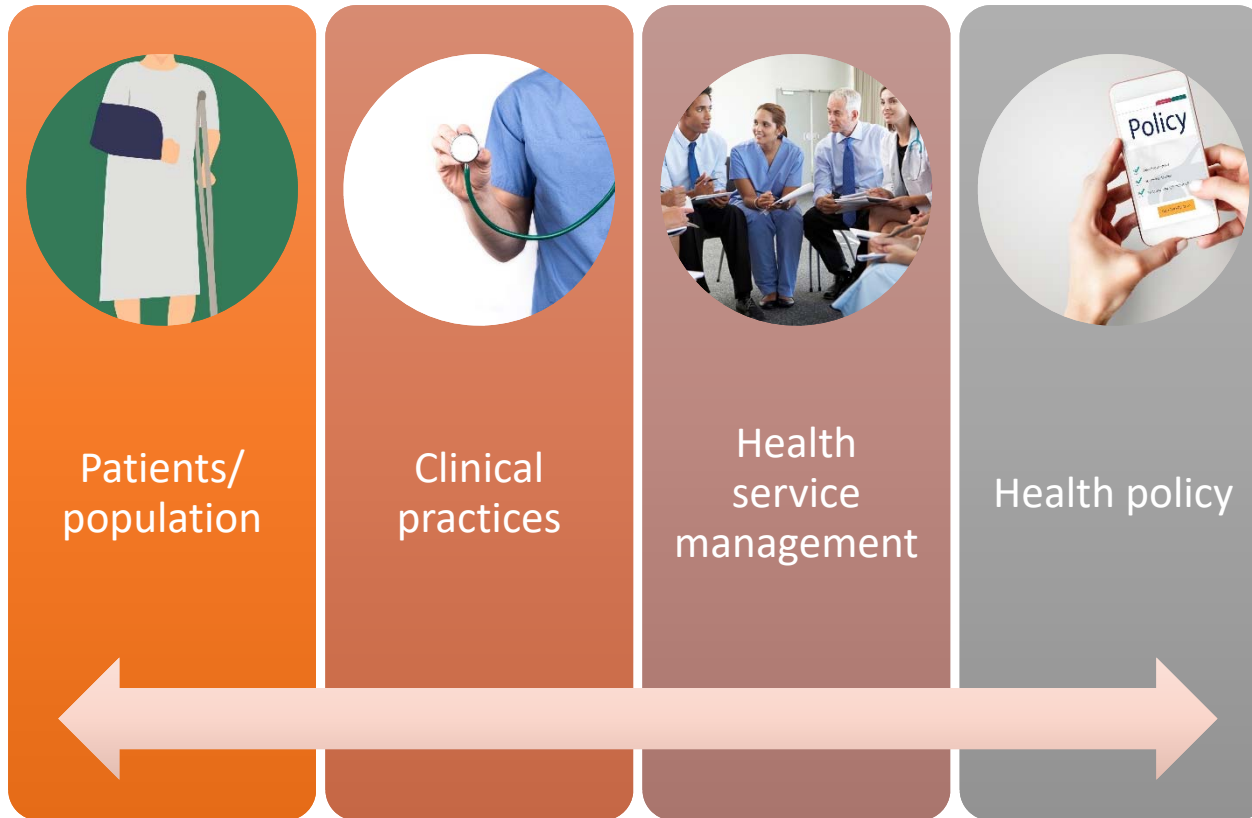 Policy
Patients/
population
Clinical
practices
Health
service
management
Health policy